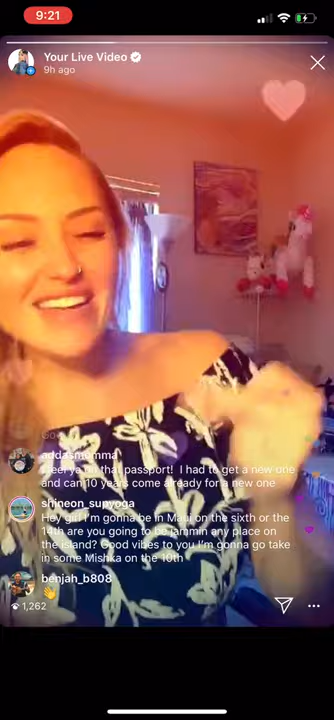 9:21
Your Live Video
9h ago
addasmomma
that passport! I had to get a new one
and can 10 years come already for a new one
shineon_supyoga
Hey girl I'm gonna be in Maui on the sixth or the
14th are you going to be jammin any place on
the island? Good vibes to you I'm gonna go take
in some Mishka on the 10th
benjah_b808
👋
1,262